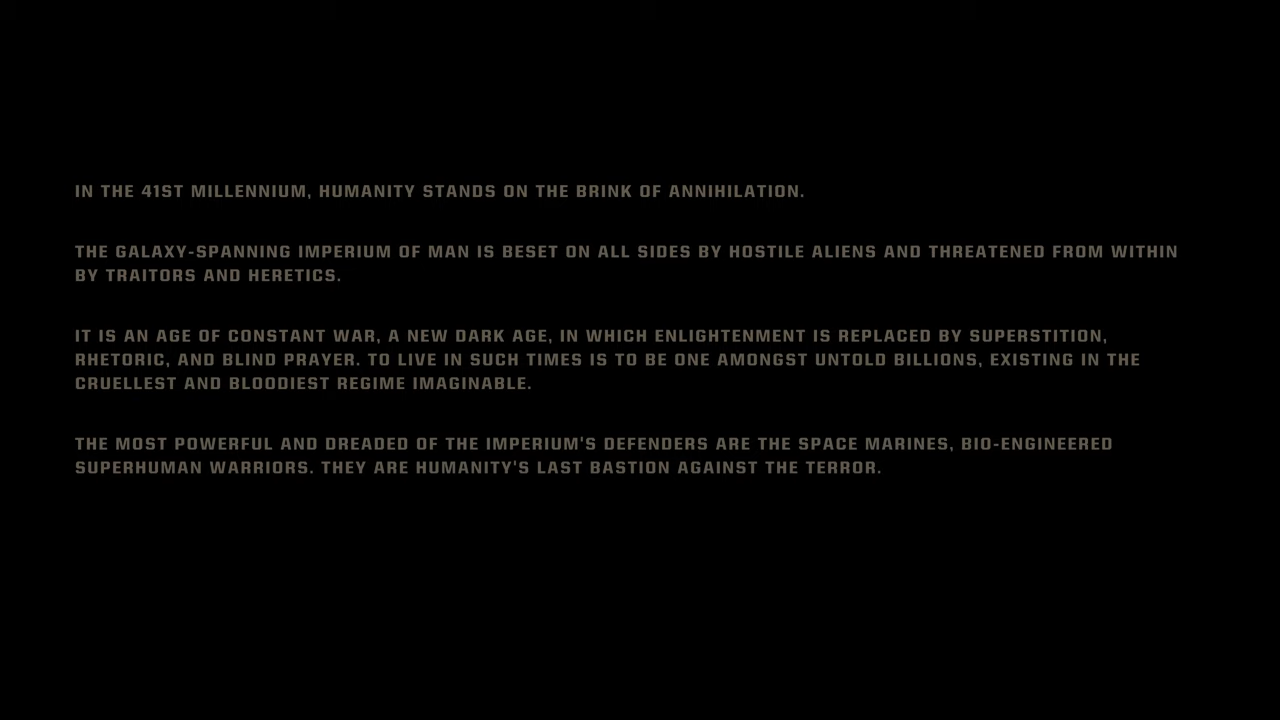 IN THE 41ST MILLENNIUM, HUMANITY STANDS ON THE BRINK OF ANNIHILATION.
THE GALAXY-SPANNING IMPERIUM OF MAN IS BESET ON ALL SIDES BY HOSTILE ALIENS AND THREATENED FROM WITHIN
BY TRAITORS AND HERETICS.
IT IS AN AGE OF CONSTANT WAR, A NEW DARK AGE, IN WHICH ENLIGHTENMENT IS REPLACED BY SUPERSTITION,
RHETORIC, AND BLIND PRAYER. TO LIVE IN SUCH TIMES IS TO BE ONE AMONGST UNTOLD BILLIONS, EXISTING IN THE
CRUELLEST AND BLOODIEST REGIME IMAGINABLE.
THE MOST POWERFUL AND DREADED OF THE IMPERIUM'S DEFENDERS ARE THE SPACE MARINES, BIO-ENGINEERED
SUPERHUMAN WARRIORS. THEY ARE HUMANITY'S LAST BASTION AGAINST THE TERROR.